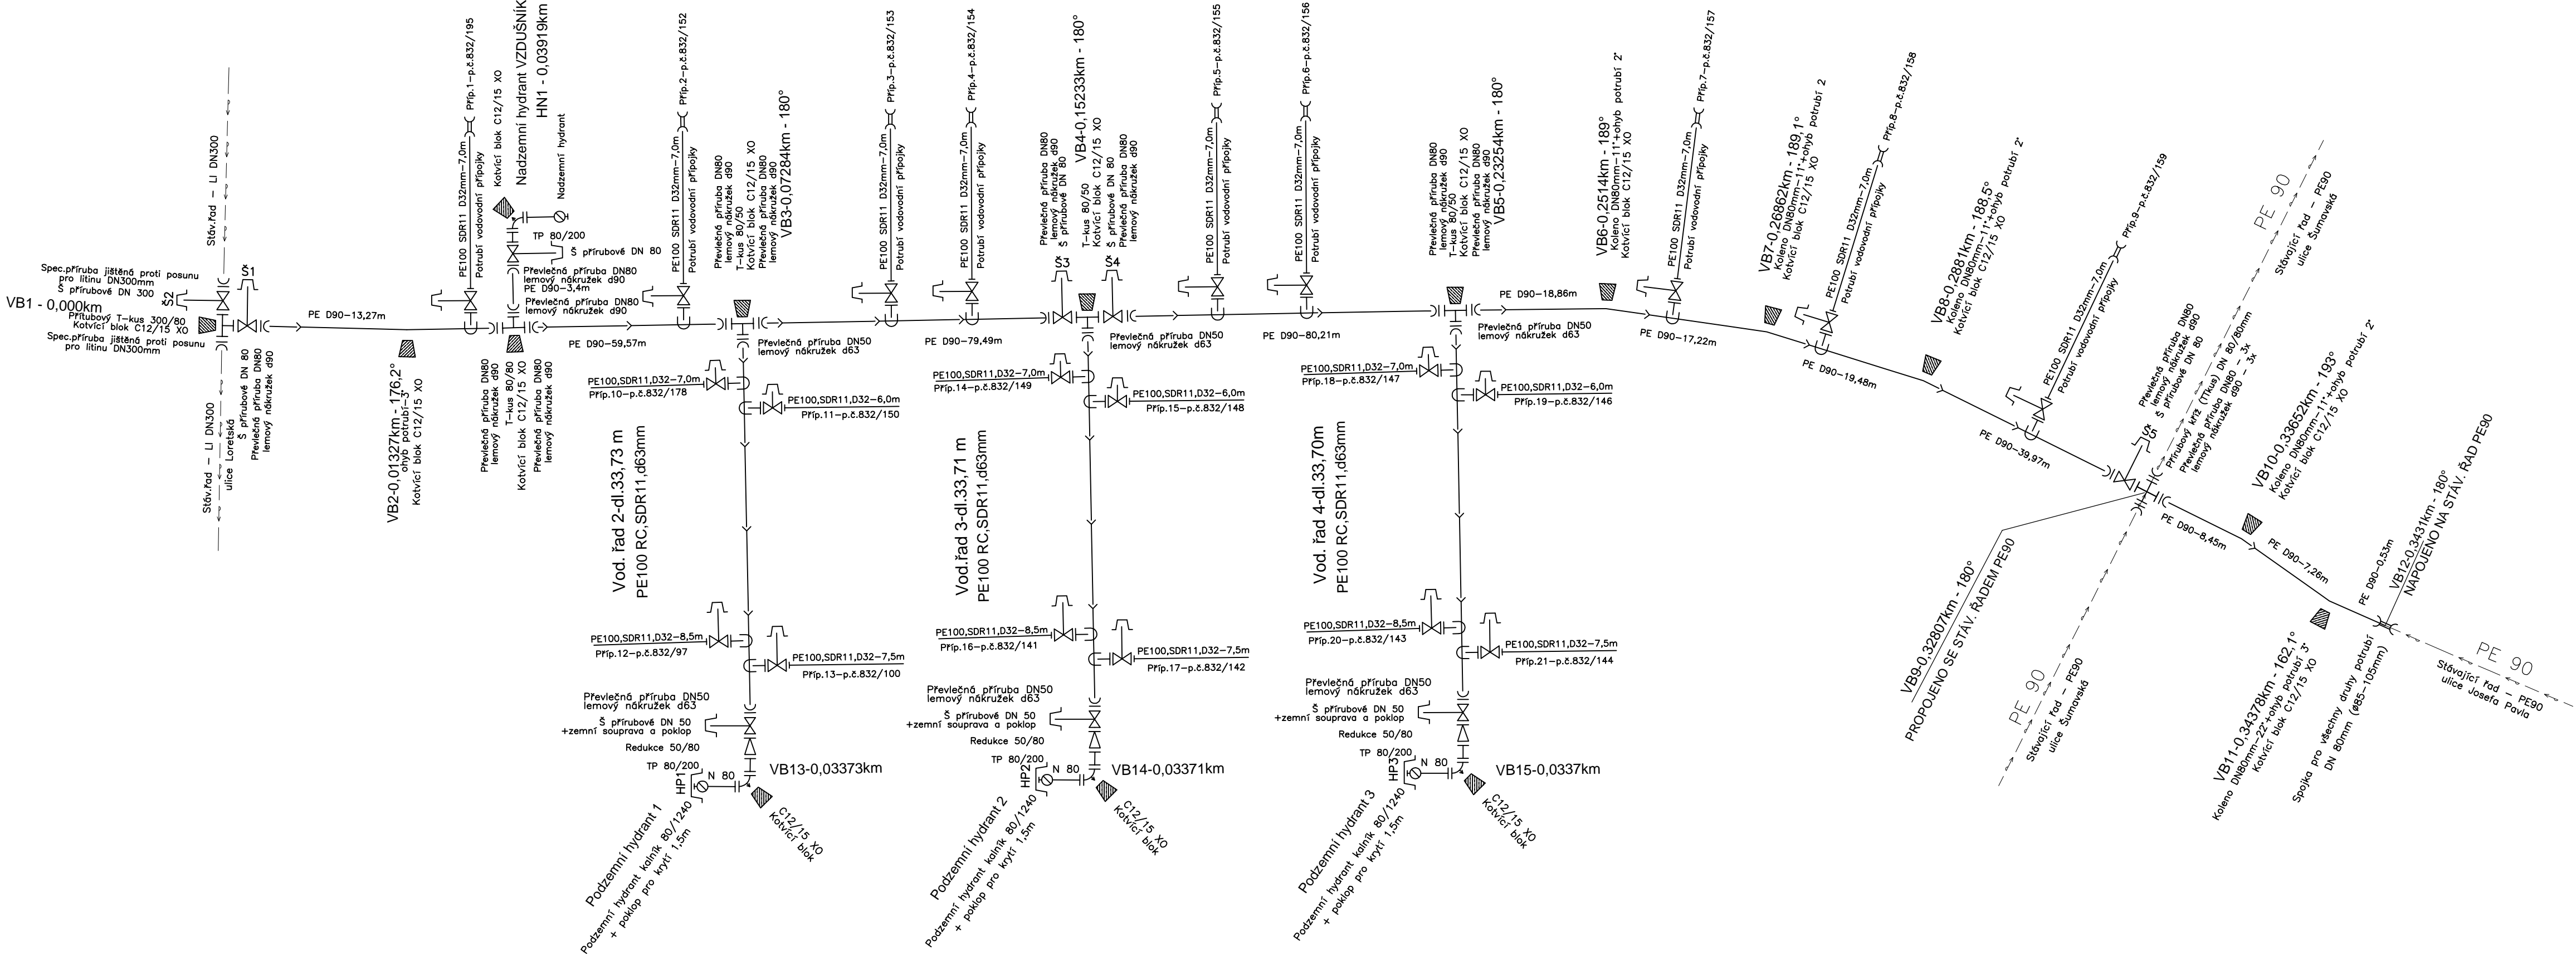 Stáv.řad - LI DN300
Spec.příruba jištěná proti posunu
pro litinu DN300mm
Š přírubové DN 300
Š2
Š1
VB1 - 0,000km
Přítubový T-kus 300/80
Kotvící blok C12/15 XO
Spec.příruba jištěná proti posunu
pro litinu DN300mm
Stáv.řad - LI DN300
ulice Loretská
Š přírubové DN 80
Převlečná příruba DN80
lemový nákružek d90
PE D90-13,27m
VB2-0,01327km - 176,2°
ohyb potrubí-3°
Kotvící blok C12/15 XO
PE100 SDR11 D32mm-7,0m
Příp.1-p.č.832/195
Potrubí vodovodní přípojky
Kotvící blok C12/15 XO
Nadzemní hydrant VZDUŠNÍK
HN1 - 0,03919km
Nadzemní hydrant
TP 80/200
Š přírubové DN 80
Převlečná příruba DN80
lemový nákružek d90
PE D90-3,4m
Převlečná příruba DN80
lemový nákružek d90
Převlečná příruba DN80
lemový nákružek d90
T-kus 80/80
Kotvící blok C12/15 XO
Převlečná příruba DN80
lemový nákružek d90
PE D90-59,57m
PE100 SDR11 D32mm-7,0m
Příp.2-p.č.832/152
Potrubí vodovodní přípojky
Převlečná příruba DN80
lemový nákružek d90
T-kus 80/50
Kotvící blok C12/15 XO
Převlečná příruba DN80
lemový nákružek d90
VB3-0,07284km - 180°
Převlečná příruba DN50
lemový nákružek d63
PE100 SDR11 D32mm-7,0m
Příp.3-p.č.832/153
Potrubí vodovodní přípojky
PE D90-79,49m
PE100 SDR11 D32mm-7,0m
Příp.4-p.č.832/154
Potrubí vodovodní přípojky
Převlečná příruba DN80
lemový nákružek d90
Š přírubové DN 80
Š3
T-kus 80/50
VB4-0,15233km - 180°
Kotvící blok C12/15 XO
Š4
Š přírubové DN 80
Převlečná příruba DN80
lemový nákružek d90
Převlečná příruba DN50
lemový nákružek d63
PE100 SDR11 D32mm-7,0m
Příp.5-p.č.832/155
Potrubí vodovodní přípojky
PE D90-80,21m
PE100 SDR11 D32mm-7,0m
Příp.6-p.č.832/156
Potrubí vodovodní přípojky
Převlečná příruba DN80
lemový nákružek d90
T-kus 80/50
Kotvící blok C12/15 XO
Převlečná příruba DN80
lemový nákružek d90
VB5-0,23254km - 180°
Převlečná příruba DN50
lemový nákružek d63
PE D90-18,86m
VB6-0,2514km - 189°
Koleno DN80mm-11°+ohyb potrubí 2°
Kotvící blok C12/15 XO
PE100 SDR11 D32mm-7,0m
Příp.7-p.č.832/157
Potrubí vodovodní přípojky
PE D90-17,22m
VB7-0,26862km - 189,1°
Koleno DN80mm-11°+ohyb potrubí 2
Kotvící blok C12/15 XO
PE100 SDR11 D32mm-7,0m
Příp.8-p.č.832/158
Potrubí vodovodní přípojky
PE D90-19,48m
VB8-0,2881km - 188,5°
Koleno DN80mm-11°+ohyb potrubí 2°
Kotvící blok C12/15 XO
PE100 SDR11 D32mm-7,0m
Příp.9-p.č.832/159
Potrubí vodovodní přípojky
PE D90-39,97m
Převlečná příruba DN80
lemový nákružek d90
Š přírubové DN 80
Š5
Přírubový kříž (Tkus) DN 80/80mm
Převlečná příruba DN80 - 3x
lemový nákružek d90 - 3x
PE 90
Stávající řad - PE90
ulice Šumavská
VB9-0,32807km - 180°
PROPOJENO SE STÁV. ŘADEM PE90
PE 90
Stávající řad - PE90
ulice Šumavská
PE D90-8,45m
VB10-0,33652km - 193°
Koleno DN80mm-11°+ohyb potrubí 2°
Kotvící blok C12/15 XO
PE D90-7,26m
VB11-0,34378km - 162,1°
Koleno DN80mm-22°+ohyb potrubí 3°
Kotvící blok C12/15 XO
PE D90-0,53m
VB12-0,3431km - 180°
NAPOJENO NA STÁV. ŘAD PE90
Spojka pro všechny druhy potrubí
DN 80mm (ø85-105mm)
PE 90
Stávající řad - PE90
ulice Josefa Pavla
PE100,SDR11,D32-7,0m
Příp.10-p.č.832/178
PE100,SDR11,D32-6,0m
Příp.11-p.č.832/150
Vod. řad 2-dl.33,73 m
PE100 RC,SDR11,d63mm
PE100,SDR11,D32-8,5m
Příp.12-p.č.832/97
PE100,SDR11,D32-7,5m
Příp.13-p.č.832/100
Převlečná příruba DN50
lemový nákružek d63
Š přírubové DN 50
+zemní souprava a poklop
Redukce 50/80
TP 80/200
N 80
HP1
VB13-0,03373km
C12/15 XO
Kotvící blok
Podzemní hydrant 1
Podzemní hydrant kalník 80/1240
+ poklop pro krytí 1,5m
PE100,SDR11,D32-7,0m
Příp.14-p.č.832/149
PE100,SDR11,D32-6,0m
Příp.15-p.č.832/148
Vod.řad 3-dl.33,71 m
PE100 RC,SDR11,d63mm
PE100,SDR11,D32-8,5m
Příp.16-p.č.832/141
PE100,SDR11,D32-7,5m
Příp.17-p.č.832/142
Převlečná příruba DN50
lemový nákružek d63
Š přírubové DN 50
+zemní souprava a poklop
Redukce 50/80
TP 80/200
N 80
HP2
VB14-0,03371km
C12/15 XO
Kotvící blok
Podzemní hydrant 2
Podzemní hydrant kalník 80/1240
+ poklop pro krytí 1,5m
PE100,SDR11,D32-7,0m
Příp.18-p.č.832/147
PE100,SDR11,D32-6,0m
Příp.19-p.č.832/146
Vod. řad 4-dl.33,70m
PE100 RC,SDR11,d63mm
PE100,SDR11,D32-8,5m
Příp.20-p.č.832/143
PE100,SDR11,D32-7,5m
Příp.21-p.č.832/144
Převlečná příruba DN50
lemový nákružek d63
Š přírubové DN 50
+zemní souprava a poklop
Redukce 50/80
TP 80/200
N 80
HP3
VB15-0,0337km
C12/15 XO
Kotvící blok
Podzemní hydrant 3
Podzemní hydrant kalník 80/1240
+ poklop pro krytí 1,5m